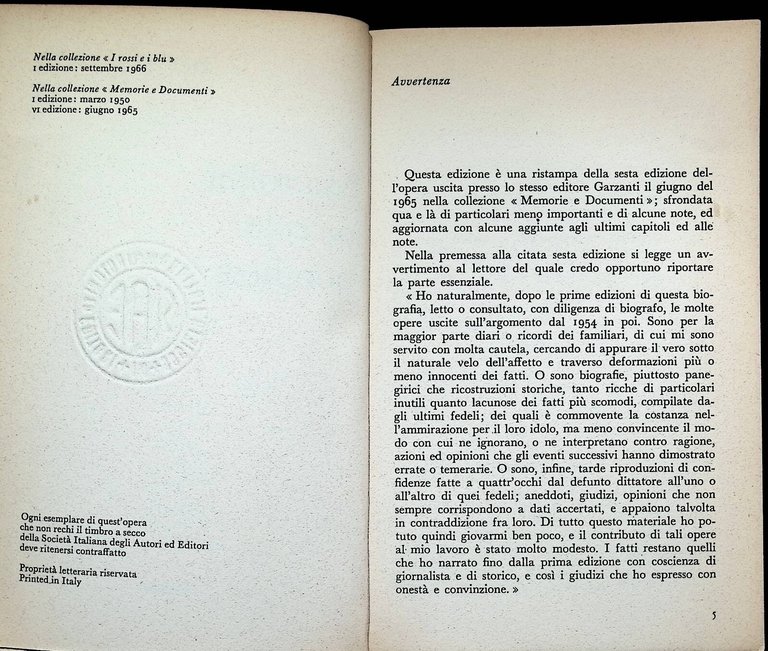 Nella collezione « I rossi e i blu »
I edizione: settembre 1966
Nella collezione « Memorie e Documenti »
I edizione: marzo 1950
VI edizione: giugno 1965
Ogni esemplare di quest'opera
che non rechi il timbro a secco
della Società Italiana degli Autori ed Editori
deve ritenersi contraffatto
Proprietà letteraria riservata
Printed in Italy
Avvertenza
Questa edizione è una ristampa della sesta edizione del-
l'opera uscita presso lo stesso editore Garzanti il giugno del
1965 nella collezione « Memorie e Documenti »; sfrondata
qua e là di particolari meno importanti e di alcune note, ed
aggiornata con alcune aggiunte agli ultimi capitoli ed alle
note.
Nella premessa alla citata sesta edizione si legge un av-
vertimento al lettore del quale credo opportuno riportare
la parte essenziale.
« Ho naturalmente, dopo le prime edizioni di questa bio-
grafia, letto o consultato, con diligenza di biografo, le molte
opere uscite sull'argomento dal 1954 in poi. Sono per la
maggior parte diari o ricordi dei familiari, di cui mi sono
servito con molta cautela, cercando di appurare il vero sotto
il naturale velo dell'affetto e traverso deformazioni più o
meno innocenti dei fatti. O sono biografie, piuttosto pane-
girici che ricostruzioni storiche, tanto ricche di particolari
inutili quanto lacunose dei fatti più scomodi, compilate da-
gli ultimi fedeli; dei quali è commovente la costanza nel-
l'ammirazione per il loro idolo, ma meno convincente il mo-
do con cui ne ignorano, o ne interpretano contro ragione,
azioni ed opinioni che gli eventi successivi hanno dimostrato
errate o temerarie. O sono, infine, tarde riproduzioni di con-
fidenze fatte a quattr'occhi dal defunto dittatore all'uno o
all'altro di quei fedeli; aneddoti, giudizi, opinioni che non
sempre corrispondono a dati accertati, ed appaiono talvolta
in contraddizione fra loro. Di tutto questo materiale ho po-
tuto quindi giovarmi ben poco, e il contributo di tali opere
al mio lavoro è stato molto modesto. I fatti restano quelli
che ho narrato fino dalla prima edizione con coscienza di
giornalista e di storico, e così i giudizi che ho espresso con
onestà e convinzione. »
5